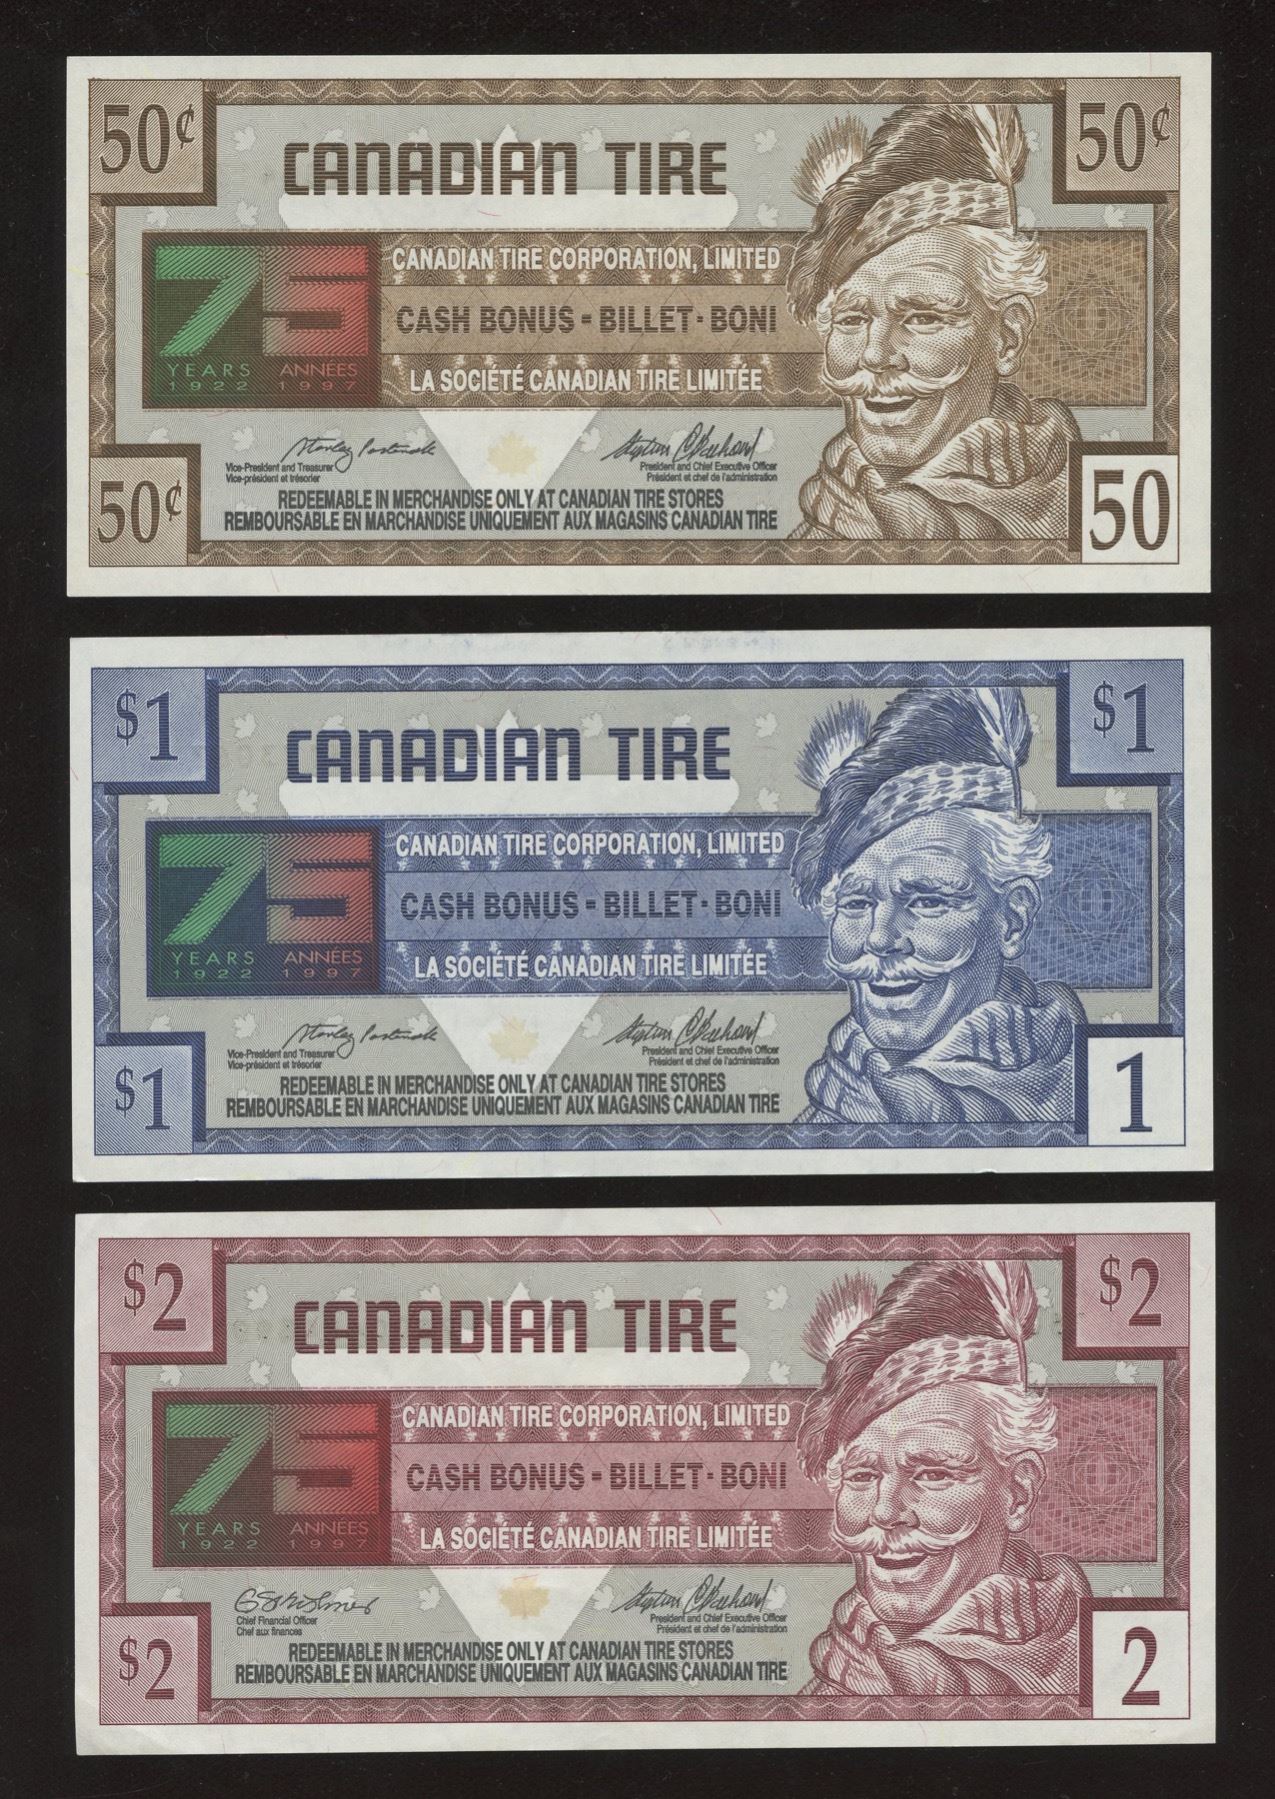 50¢ 50¢
CANADIAN TIRE
75
YEARS ANNÉES
1922 1997
CANADIAN TIRE CORPORATION, LIMITED
CASH BONUS - BILLET - BONI
LA SOCIÉTÉ CANADIAN TIRE LIMITÉE
Vice-President and Treasurer
Vice-président et trésorier
President and Chief Executive Officer
Président et chef de l'administration
REDEEMABLE IN MERCHANDISE ONLY AT CANADIAN TIRE STORES
REMBOURSABLE EN MARCHANDISE UNIQUEMENT AUX MAGASINS CANADIAN TIRE
50¢ 50
$1 $1
CANADIAN TIRE
75
YEARS ANNÉES
1922 1997
CANADIAN TIRE CORPORATION, LIMITED
CASH BONUS - BILLET - BONI
LA SOCIÉTÉ CANADIAN TIRE LIMITÉE
Vice-President and Treasurer
Vice-président et trésorier
President and Chief Executive Officer
Président et chef de l'administration
REDEEMABLE IN MERCHANDISE ONLY AT CANADIAN TIRE STORES
REMBOURSABLE EN MARCHANDISE UNIQUEMENT AUX MAGASINS CANADIAN TIRE
$1 1
$2 $2
CANADIAN TIRE
75
YEARS ANNÉES
1922 1997
CANADIAN TIRE CORPORATION, LIMITED
CASH BONUS - BILLET - BONI
LA SOCIÉTÉ CANADIAN TIRE LIMITÉE
Chief Financial Officer
Chef aux finances
President and Chief Executive Officer
Président et chef de l'administration
REDEEMABLE IN MERCHANDISE ONLY AT CANADIAN TIRE STORES
REMBOURSABLE EN MARCHANDISE UNIQUEMENT AUX MAGASINS CANADIAN TIRE
$2 2